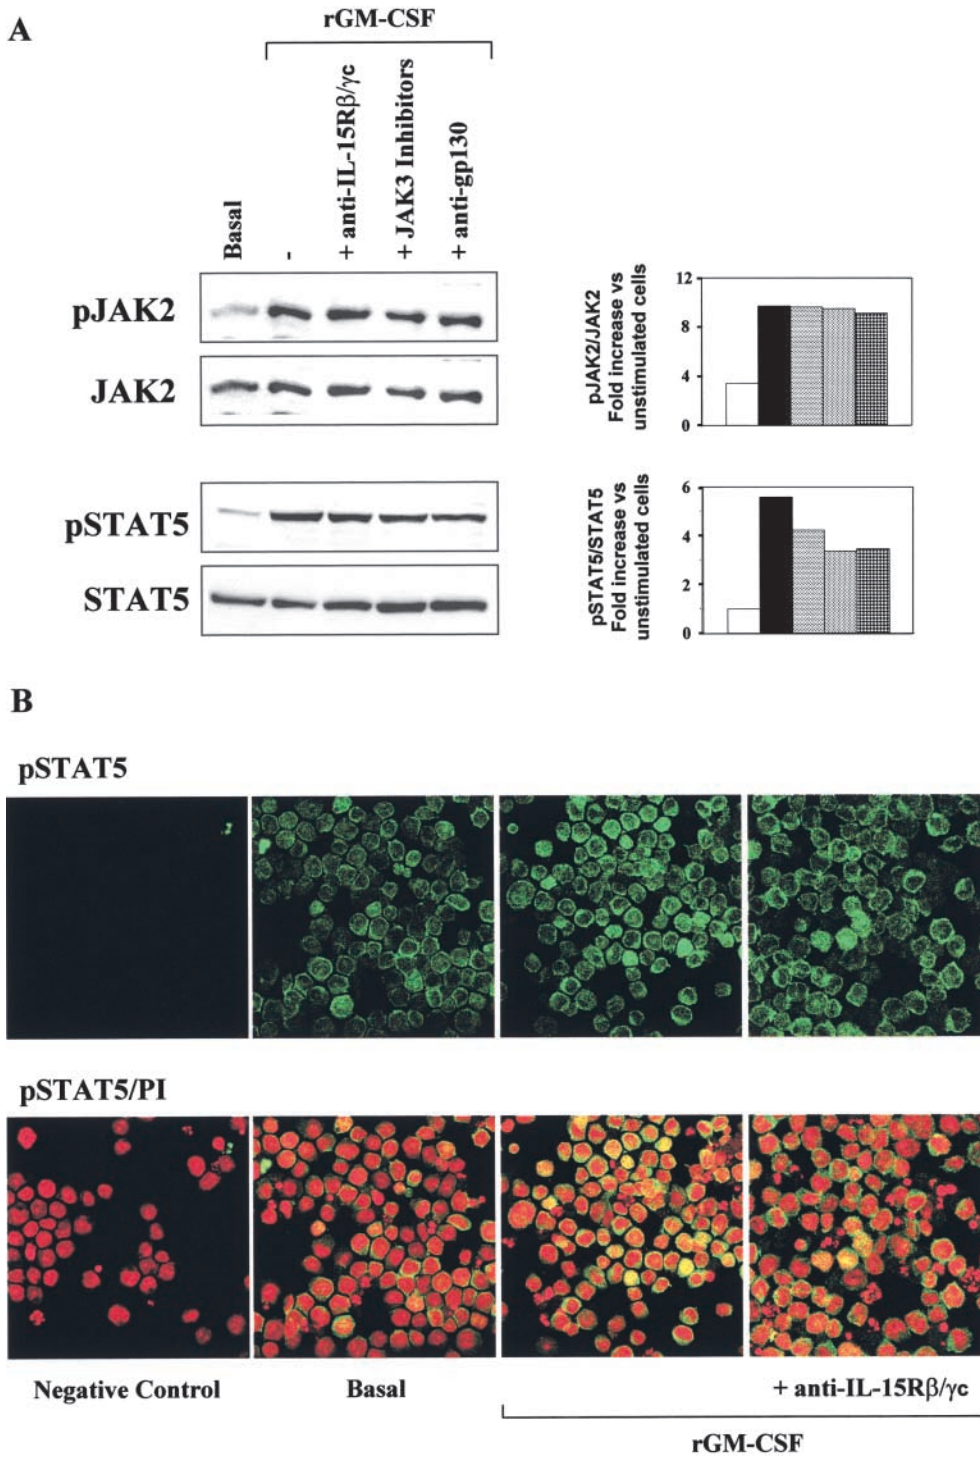 A
rGM-CSF
Basal
-
+ anti-IL-15Rβ/γc
+ JAK3 Inhibitors
+ anti-gp130
pJAK2
JAK2
pSTAT5
STAT5
pJAK2/JAK2
Fold increase vs
unstimulated cells
12
8
4
0
pSTAT5/STAT5
Fold increase vs
unstimulated cells
6
4
2
0
B
pSTAT5
pSTAT5/PI
Negative Control
Basal
+ anti-IL-15Rβ/γc
rGM-CSF